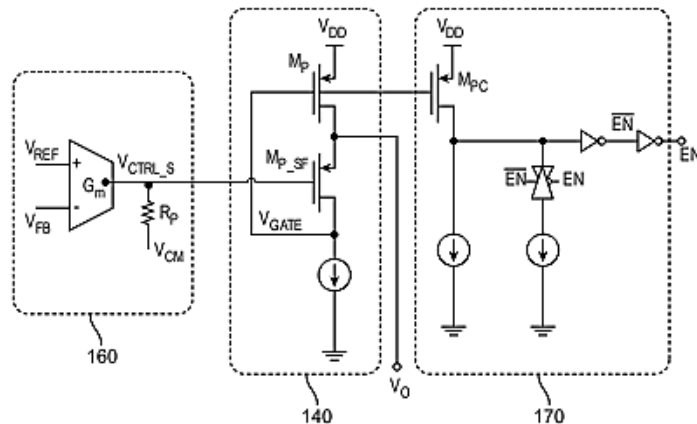 V_DD
V_DD
M_P
M_PC
V_REF
+
V_CTRL_S
G_m
M_P_SF
EN̅
EN
V_FB
-
R_P
V_GATE
EN̅
EN
V_CM
V_O
160
140
170